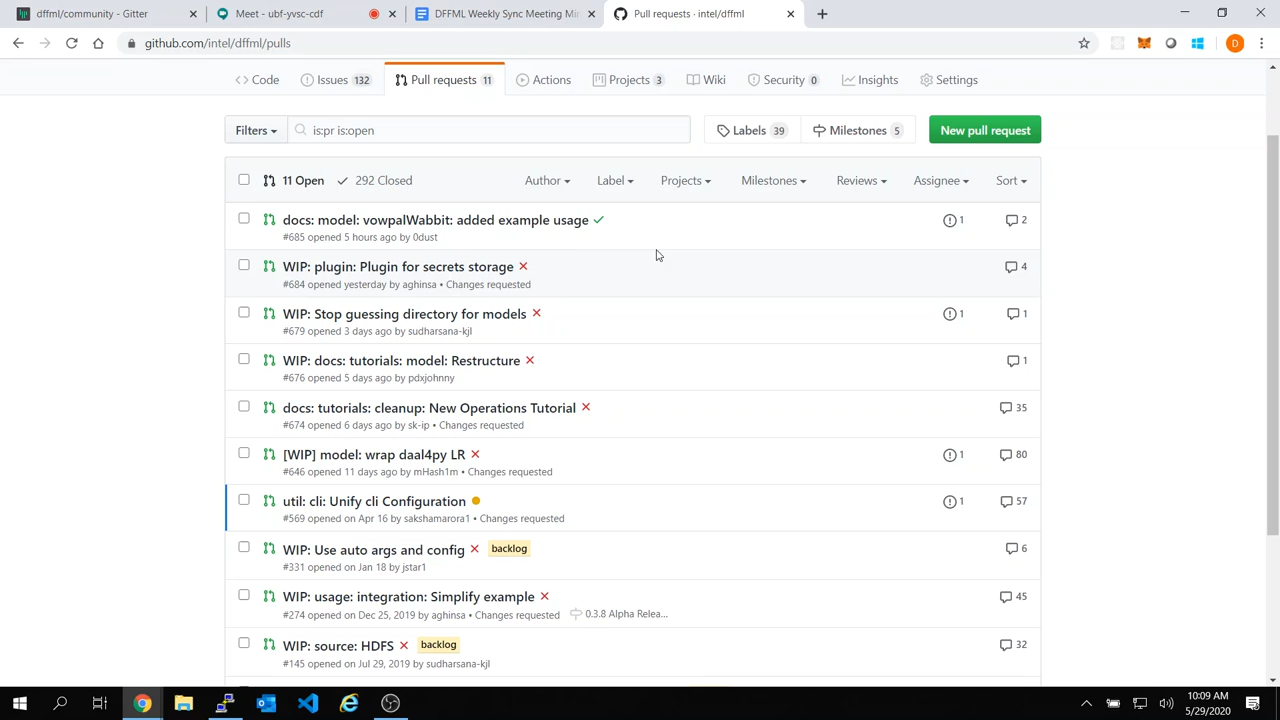 dffml/community - Gitter
Meet - ubf-yvsc-cdf
DFFML Weekly Sync Meeting Mi
Pull requests · intel/dffml
github.com/intel/dffml/pulls
D
Code
Issues 132
Pull requests 11
Actions
Projects 3
Wiki
Security 0
Insights
Settings
Filters
is:pr is:open
Labels 39
Milestones 5
New pull request
11 Open
292 Closed
Author
Label
Projects
Milestones
Reviews
Assignee
Sort
docs: model: vowpalWabbit: added example usage
1
2
#685 opened 5 hours ago by 0dust
WIP: plugin: Plugin for secrets storage
4
#684 opened yesterday by aghinsa • Changes requested
WIP: Stop guessing directory for models
1
1
#679 opened 3 days ago by sudharsana-kjl
WIP: docs: tutorials: model: Restructure
1
#676 opened 5 days ago by pdxjohnny
docs: tutorials: cleanup: New Operations Tutorial
35
#674 opened 6 days ago by sk-ip • Changes requested
[WIP] model: wrap daal4py LR
1
80
#646 opened 11 days ago by mHash1m • Changes requested
util: cli: Unify cli Configuration
1
57
#569 opened on Apr 16 by sakshamarora1 • Changes requested
WIP: Use auto args and config
backlog
6
#331 opened on Jan 18 by jstar1
WIP: usage: integration: Simplify example
45
#274 opened on Dec 25, 2019 by aghinsa • Changes requested
0.3.8 Alpha Relea...
WIP: source: HDFS
backlog
32
#145 opened on Jul 29, 2019 by sudharsana-kjl
10:09 AM
5/29/2020